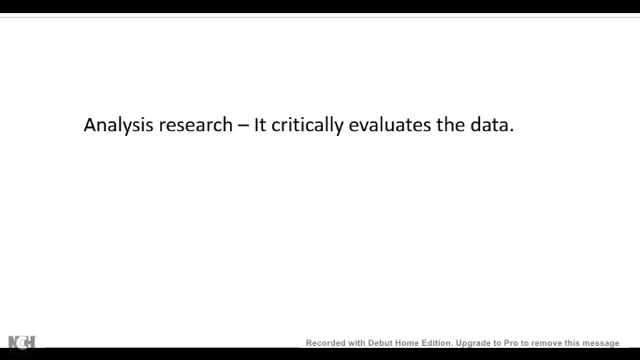 Analysis research – It critically evaluates the data.
NCH
Recorded with Debut Home Edition. Upgrade to Pro to remove this message